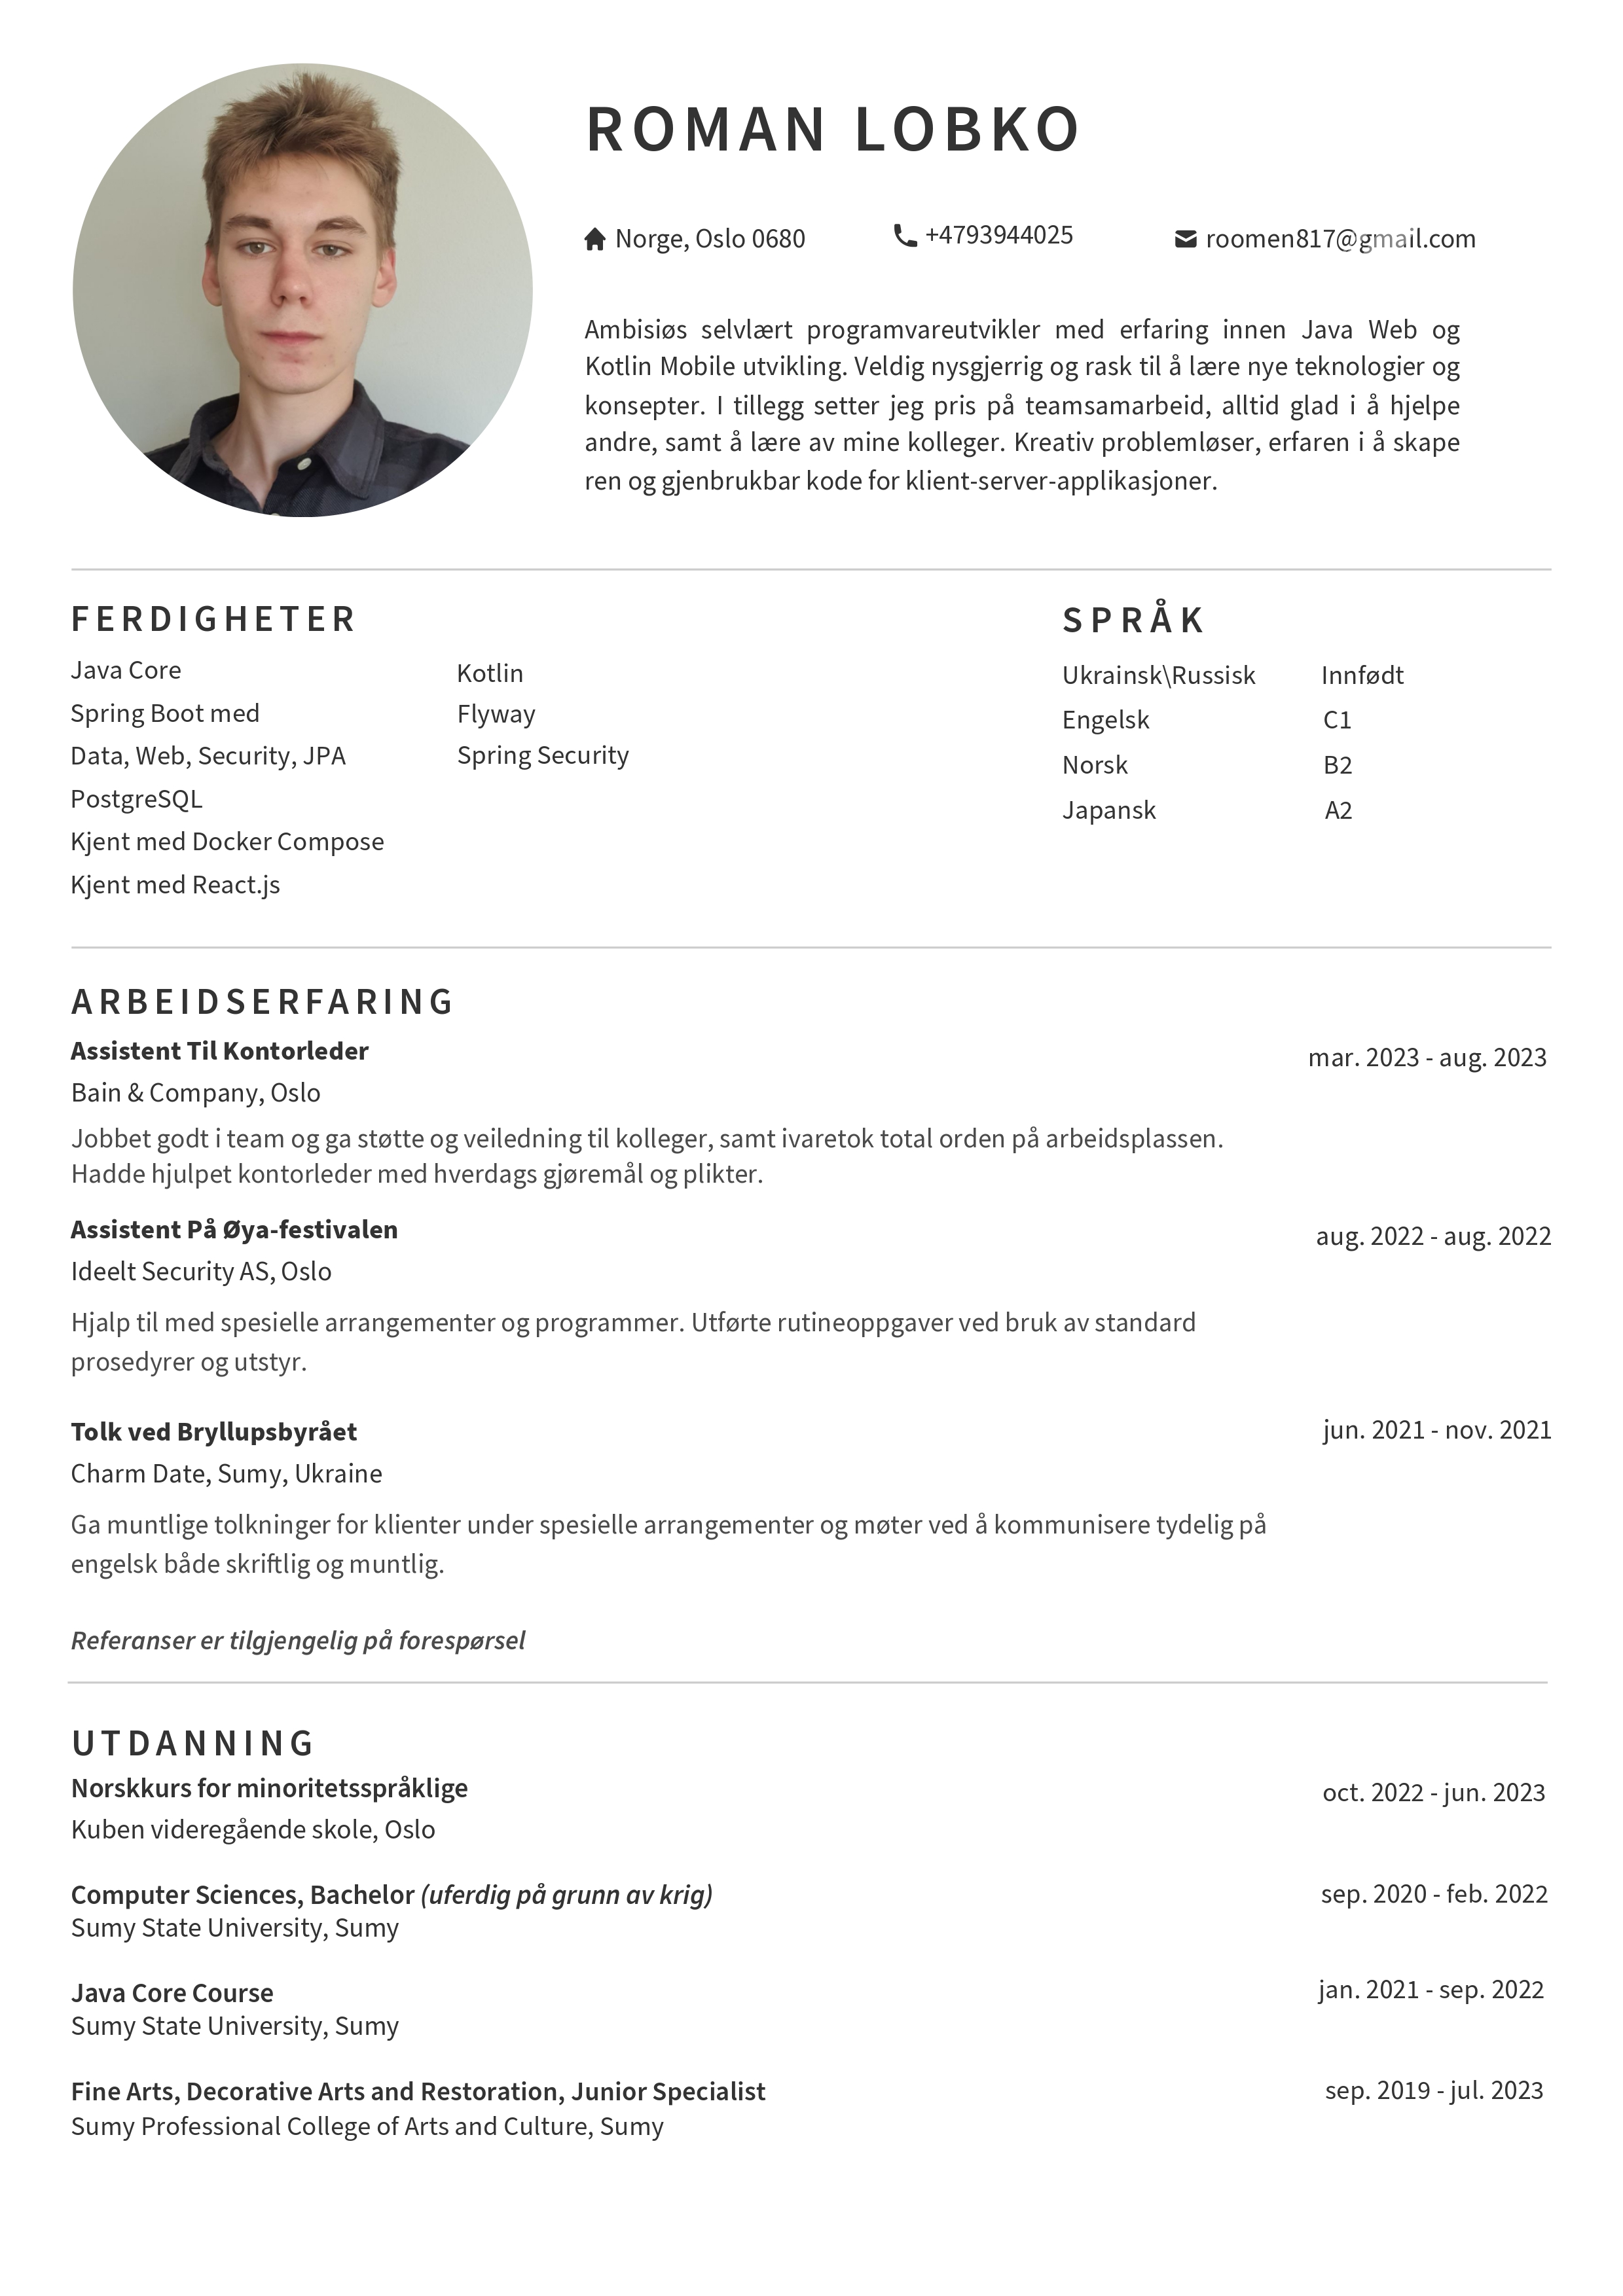 ROMAN LOBKO
Norge, Oslo 0680
+4793944025
roomen817@gmail.com
Ambisiøs selvlært programvareutvikler med erfaring innen Java Web og
Kotlin Mobile utvikling. Veldig nysgjerrig og rask til å lære nye teknologier og
konsepter. I tillegg setter jeg pris på teamsamarbeid, alltid glad i å hjelpe
andre, samt å lære av mine kolleger. Kreativ problemløser, erfaren i å skape
ren og gjenbrukbar kode for klient-server-applikasjoner.
FERDIGHETER
Java Core
Spring Boot med
Data, Web, Security, JPA
PostgreSQL
Kjent med Docker Compose
Kjent med React.js
Kotlin
Flyway
Spring Security
SPRÅK
Ukrainsk\Russisk Innfødt
Engelsk C1
Norsk B2
Japansk A2
ARBEIDSERFARING
Assistent Til Kontorleder
mar. 2023 - aug. 2023
Bain & Company, Oslo
Jobbet godt i team og ga støtte og veiledning til kolleger, samt ivaretok total orden på arbeidsplassen.
Hadde hjulpet kontorleder med hverdags gjøremål og plikter.
Assistent På Øya-festivalen
aug. 2022 - aug. 2022
Ideelt Security AS, Oslo
Hjalp til med spesielle arrangementer og programmer. Utførte rutineoppgaver ved bruk av standard
prosedyrer og utstyr.
Tolk ved Bryllupsbyrået
jun. 2021 - nov. 2021
Charm Date, Sumy, Ukraine
Ga muntlige tolkninger for klienter under spesielle arrangementer og møter ved å kommunisere tydelig på
engelsk både skriftlig og muntlig.
Referanser er tilgjengelig på forespørsel
UTDANNING
Norskkurs for minoritetsspråklige
oct. 2022 - jun. 2023
Kuben videregående skole, Oslo
Computer Sciences, Bachelor (uferdig på grunn av krig)
sep. 2020 - feb. 2022
Sumy State University, Sumy
Java Core Course
jan. 2021 - sep. 2022
Sumy State University, Sumy
Fine Arts, Decorative Arts and Restoration, Junior Specialist
sep. 2019 - jul. 2023
Sumy Professional College of Arts and Culture, Sumy